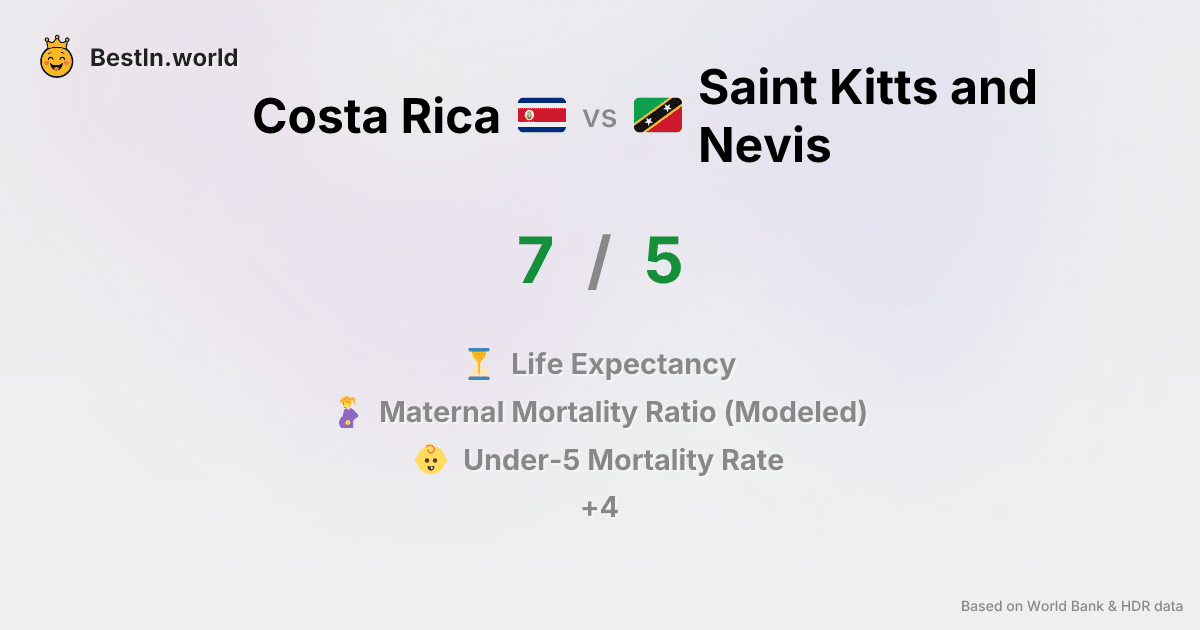 BestIn.world
Costa Rica vs Saint Kitts and
Nevis
7 / 5
Life Expectancy
Maternal Mortality Ratio (Modeled)
Under-5 Mortality Rate
+4
Based on World Bank & HDR data